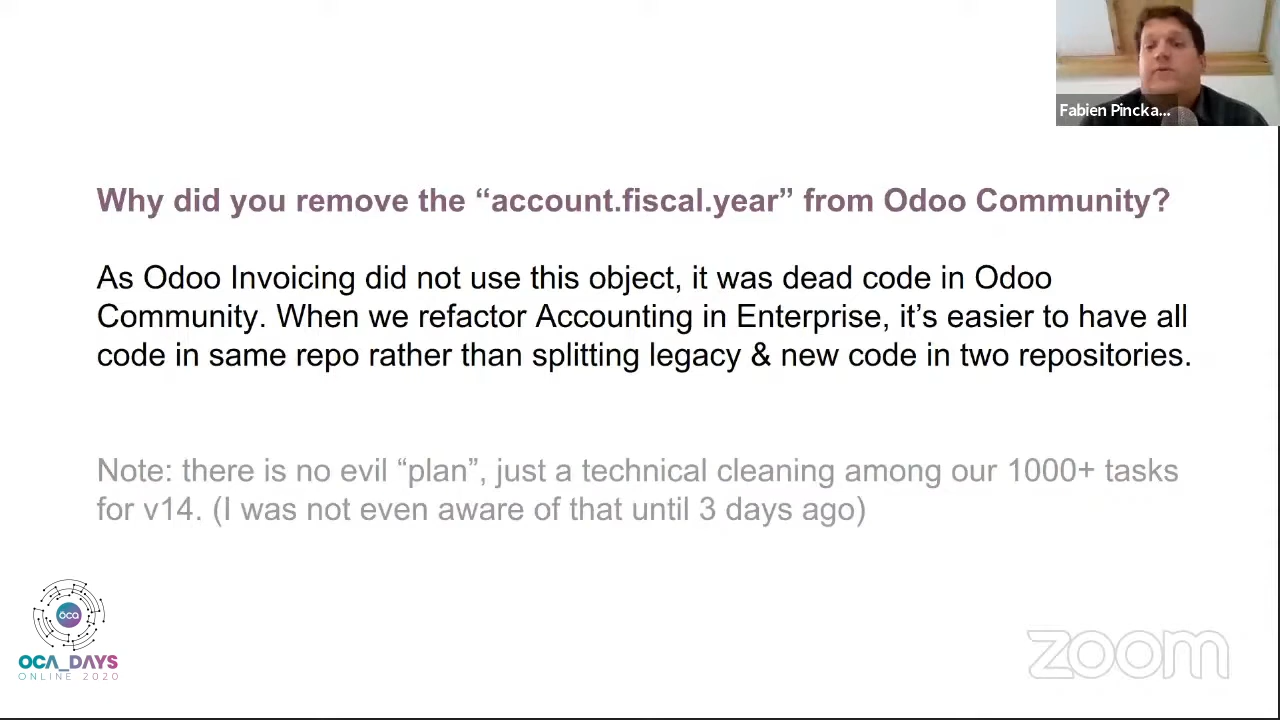 Fabien Pincka...
Why did you remove the “account.fiscal.year” from Odoo Community?
As Odoo Invoicing did not use this object, it was dead code in Odoo
Community. When we refactor Accounting in Enterprise, it’s easier to have all
code in same repo rather than splitting legacy & new code in two repositories.
Note: there is no evil “plan”, just a technical cleaning among our 1000+ tasks
for v14. (I was not even aware of that until 3 days ago)
oca
OCA_DAYS
ONLINE 2020
zoom